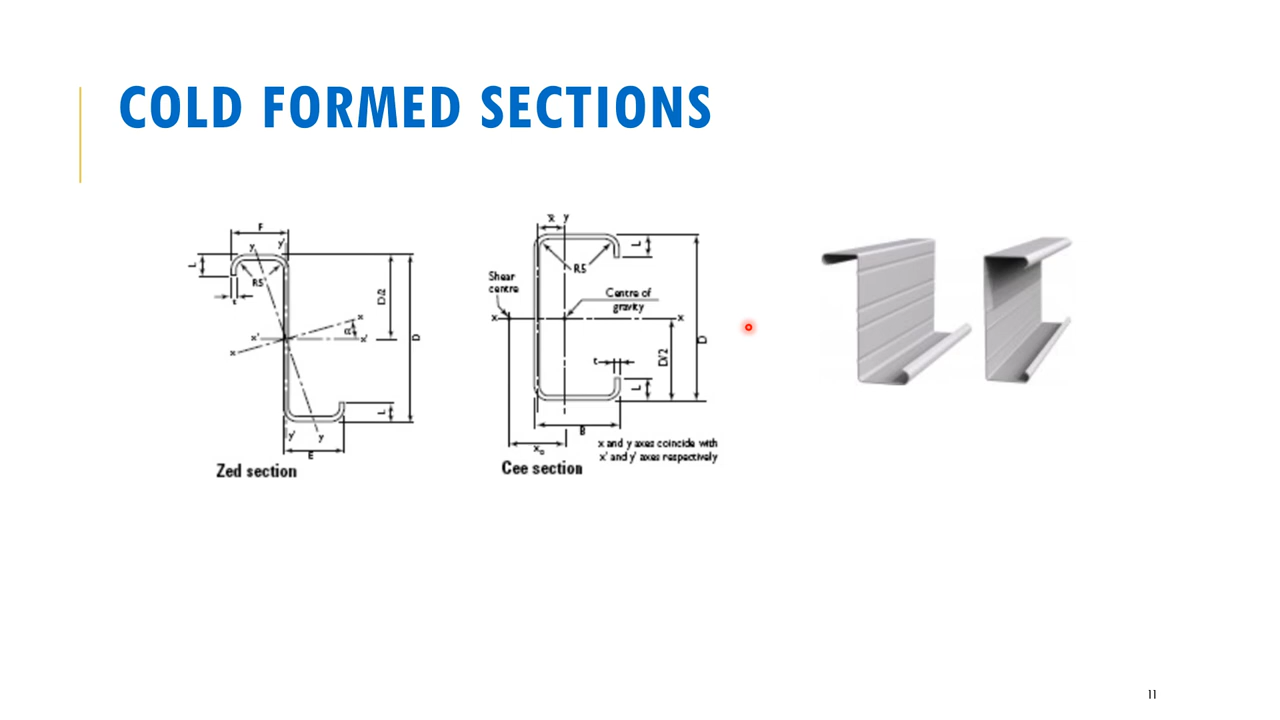 COLD FORMED SECTIONS
F
y
y'
L
R5
t
D/2
D
x
x'
x'
x
L
y'
y
E
Zed section
x̄
y
L
R5
Shear
centre
Centre of
gravity
x
x
D
t
D/2
L
B
x₀
x and y axes coincide with
x' and y' axes respectively
Cee section
11